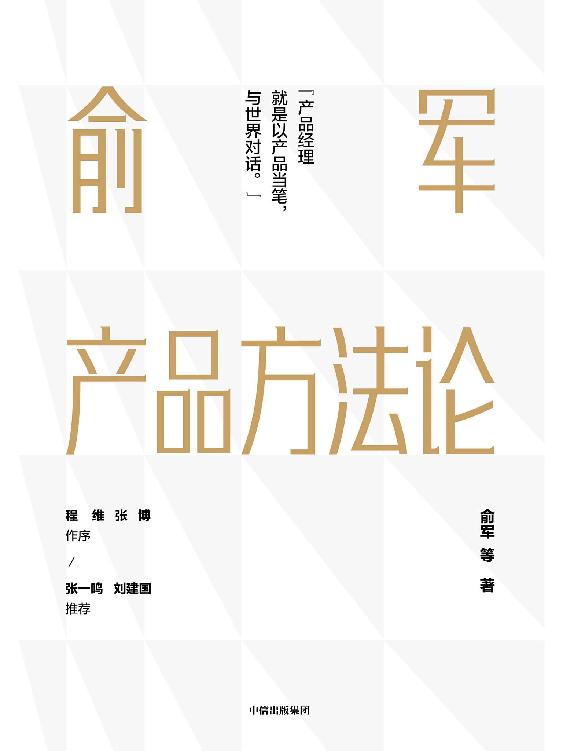 俞军
「产品经理
就是以产品当笔，
与世界对话。」
产品方法论
程 维 张 博
作序
/
张一鸣 刘建国
推荐
俞军 等 著
中信出版集团